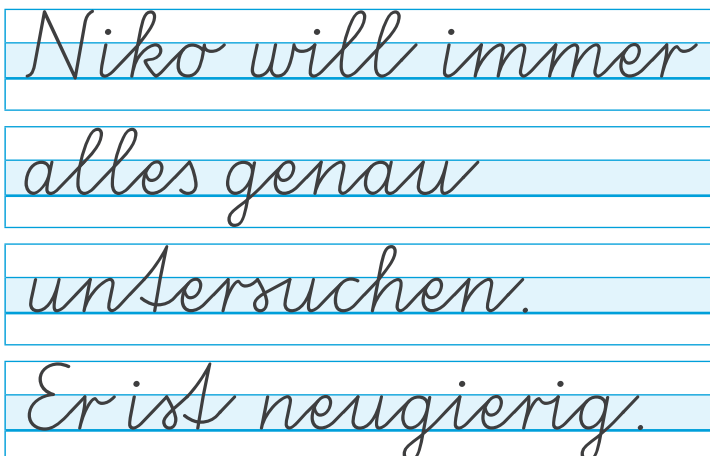 Niko will immer
alles genau
untersuchen.
Er ist neugierig.